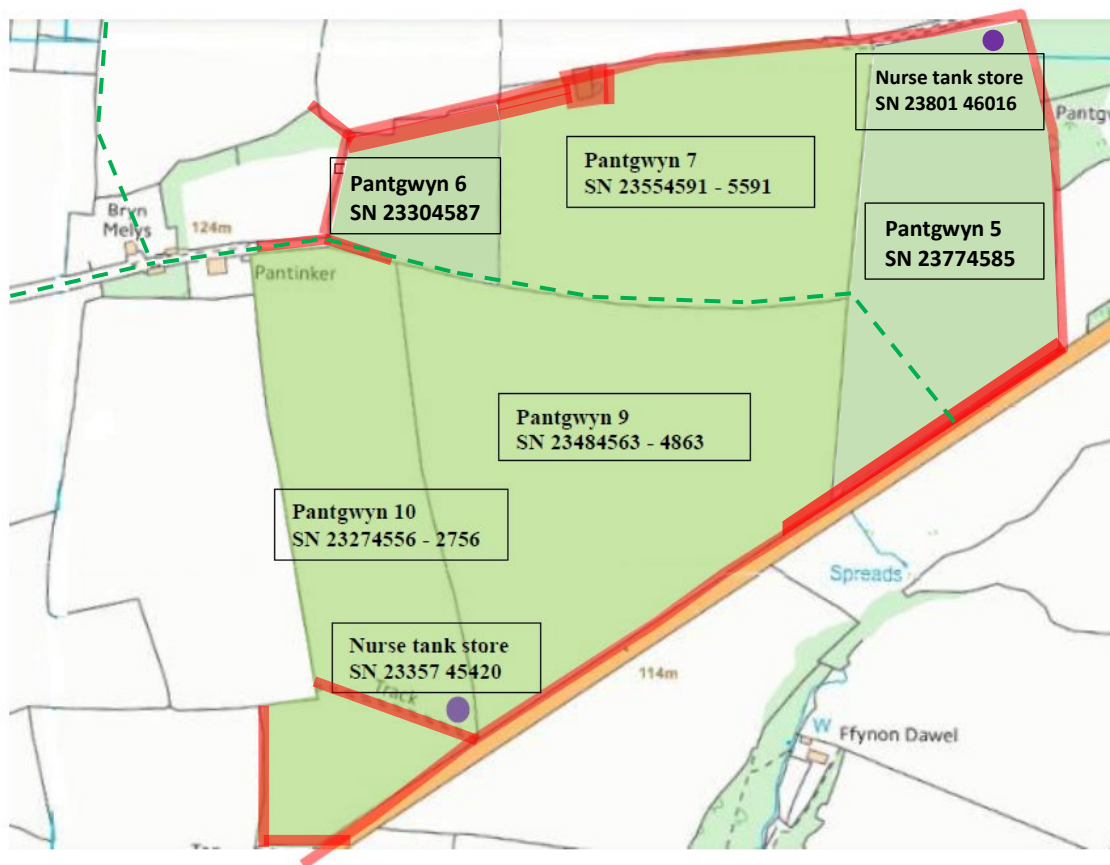 Nurse tank store
SN 23801 46016
Pantgw
Pantgwyn 7
SN 23554591 - 5591
Pantgwyn 6
SN 23304587
Bryn
Melys
124m
Pantgwyn 5
SN 23774585
Pantinker
Pantgwyn 9
SN 23484563 - 4863
Pantgwyn 10
SN 23274556 - 2756
Spreads
Nurse tank store
SN 23357 45420
Track
114m
W
Ffynon Dawel